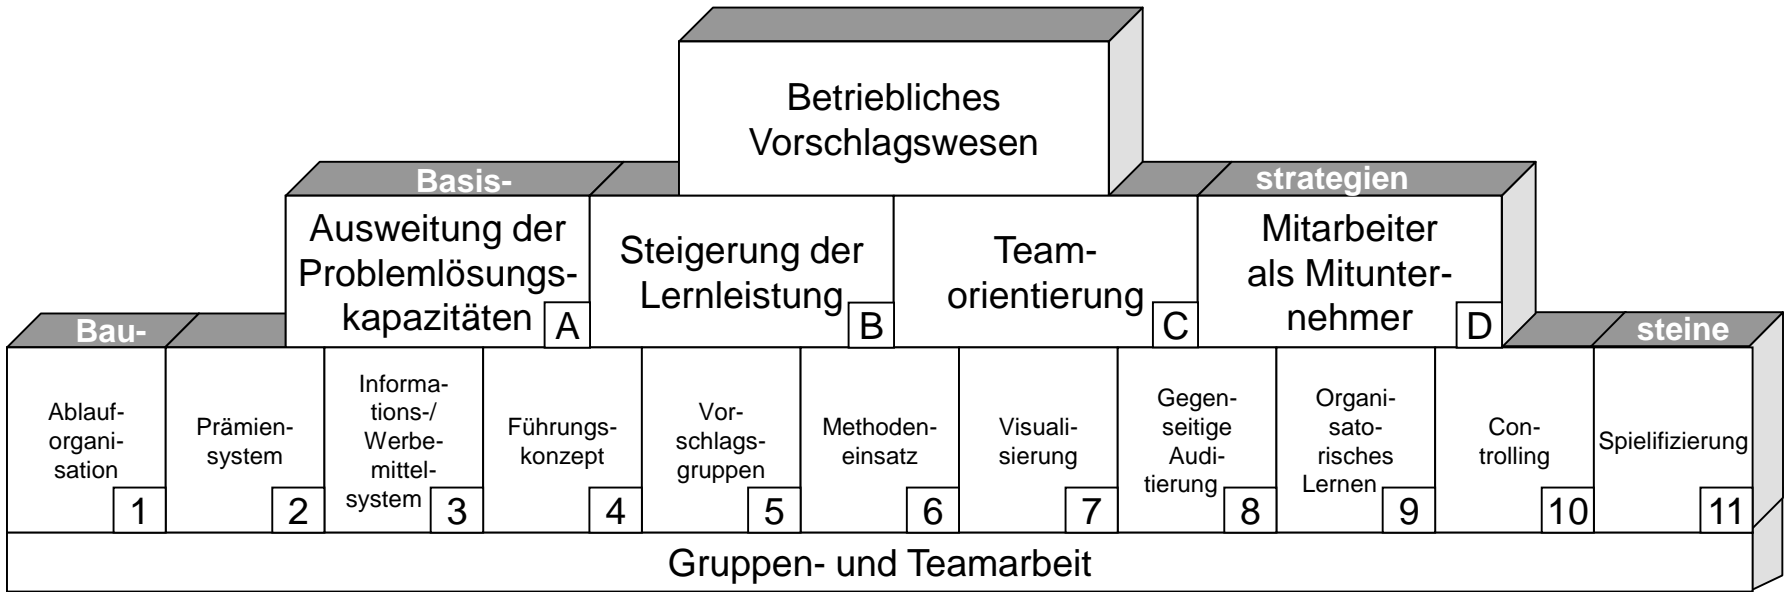 Betriebliches
Vorschlagswesen
Basis-
strategien
Ausweitung der
Problemlösungs-
kapazitäten
A
Steigerung der
Lernleistung
B
Team-
orientierung
C
Mitarbeiter
als Mitunter-
nehmer
D
Bau-
steine
Ablauf-
organi-
sation
1
Prämien-
system
2
Informa-
tions-/
Werbe-
mittel-
system
3
Führungs-
konzept
4
Vor-
schlags-
gruppen
5
Methoden-
einsatz
6
Visuali-
sierung
7
Gegen-
seitige
Audi-
tierung
8
Organi-
sato-
risches
Lernen
9
Con-
trolling
10
Spielifizierung
11
Gruppen- und Teamarbeit